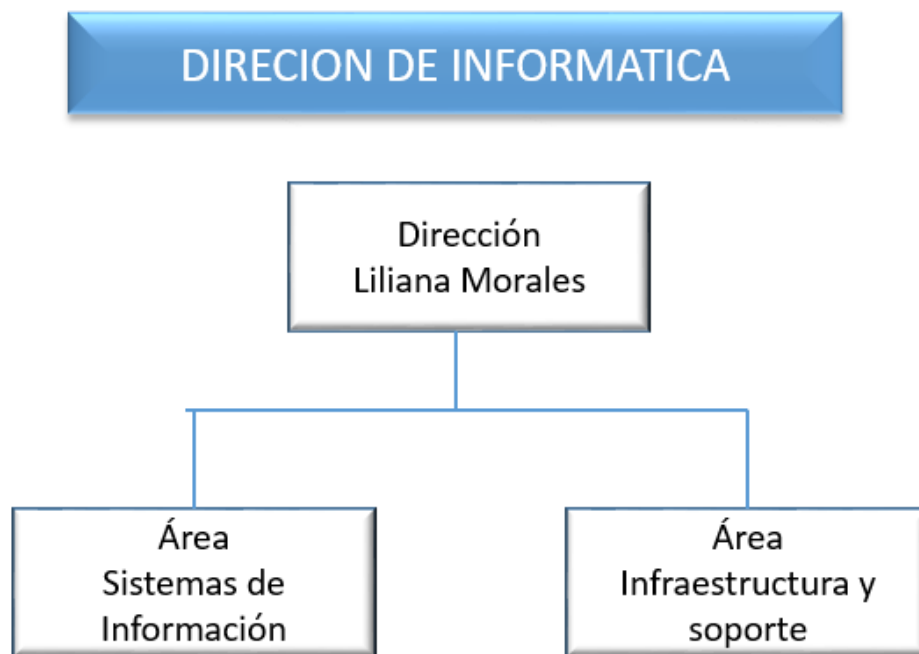 DIRECION DE INFORMATICA
Dirección
Liliana Morales
Área
Sistemas de
Información
Área
Infraestructura y
soporte